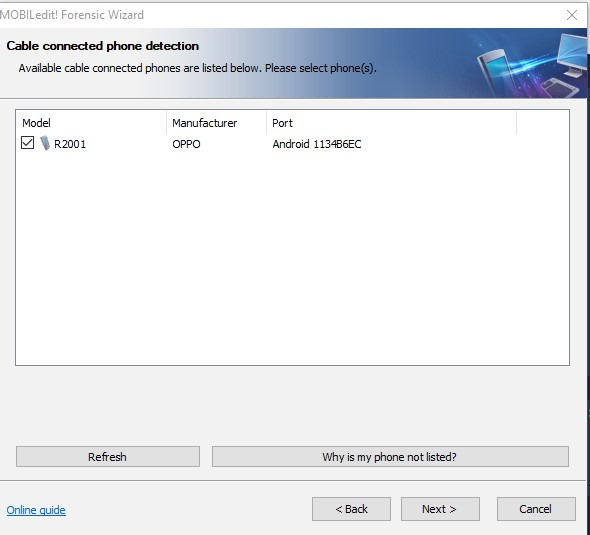 MOBILedit! Forensic Wizard
Cable connected phone detection
Available cable connected phones are listed below. Please select phone(s).
Model Manufacturer Port
R2001 OPPO Android 1134B6EC
Refresh Why is my phone not listed?
Online guide < Back Next > Cancel